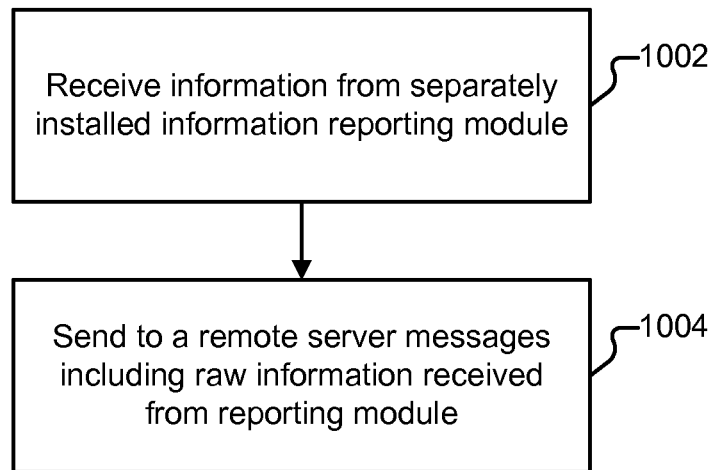 Receive information from separately
installed information reporting module
1002
Send to a remote server messages
including raw information received
from reporting module
1004